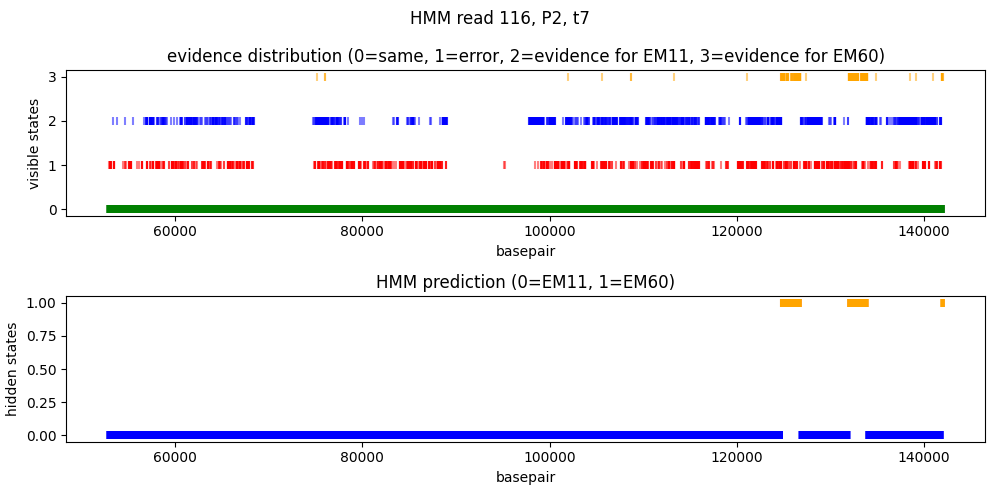 HMM read 116, P2, t7
evidence distribution (0=same, 1=error, 2=evidence for EM11, 3=evidence for EM60)
visible states
3
2
1
0
60000 80000 100000 120000 140000
basepair
HMM prediction (0=EM11, 1=EM60)
hidden states
1.00
0.75
0.50
0.25
0.00
60000 80000 100000 120000 140000
basepair